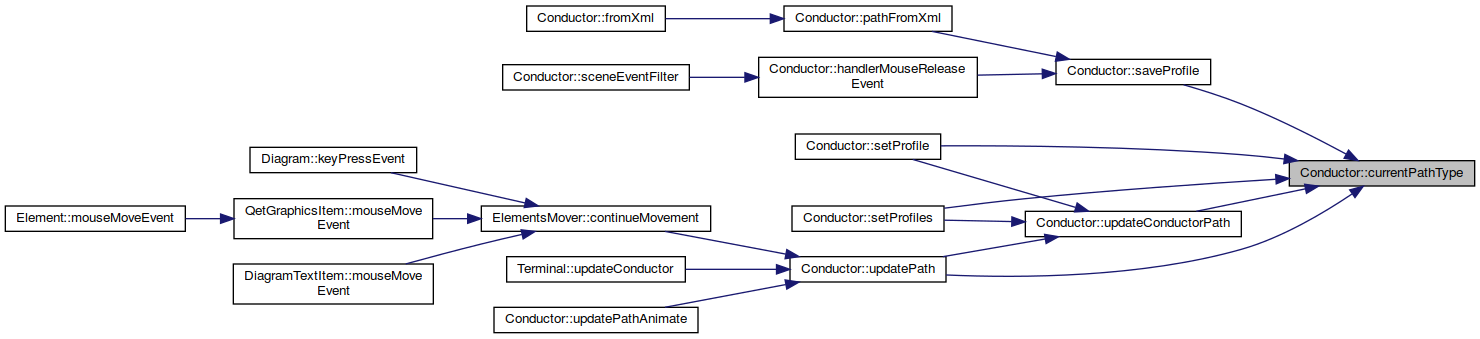 Conductor::fromXml
Conductor::pathFromXml
Conductor::sceneEventFilter
Conductor::handlerMouseRelease
Event
Conductor::saveProfile
Diagram::keyPressEvent
Conductor::setProfile
Conductor::currentPathType
Element::mouseMoveEvent
QetGraphicsItem::mouseMove
Event
ElementsMover::continueMovement
Conductor::setProfiles
Conductor::updateConductorPath
DiagramTextItem::mouseMove
Event
Terminal::updateConductor
Conductor::updatePath
Conductor::updatePathAnimate